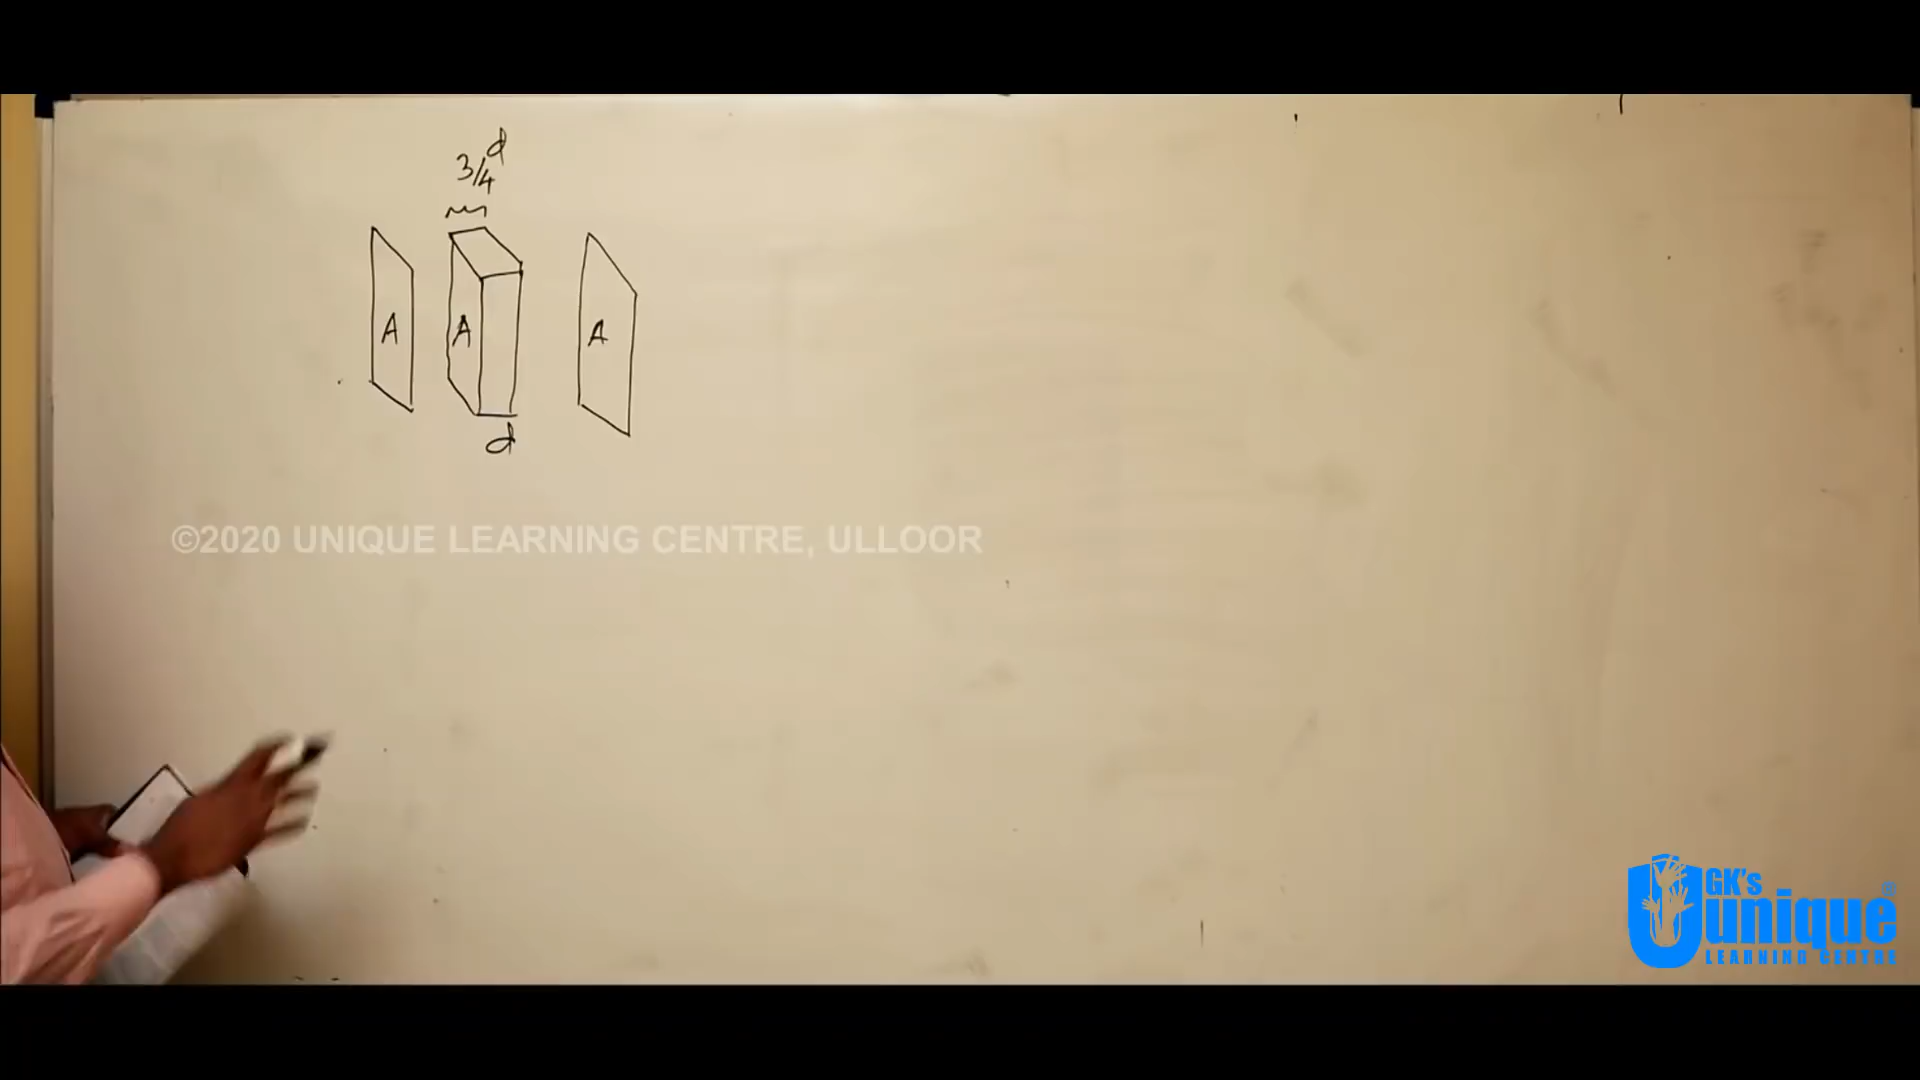 3/4 d
A A A
d
©2020 UNIQUE LEARNING CENTRE, ULLOOR
GK's
unique®
LEARNING CENTRE